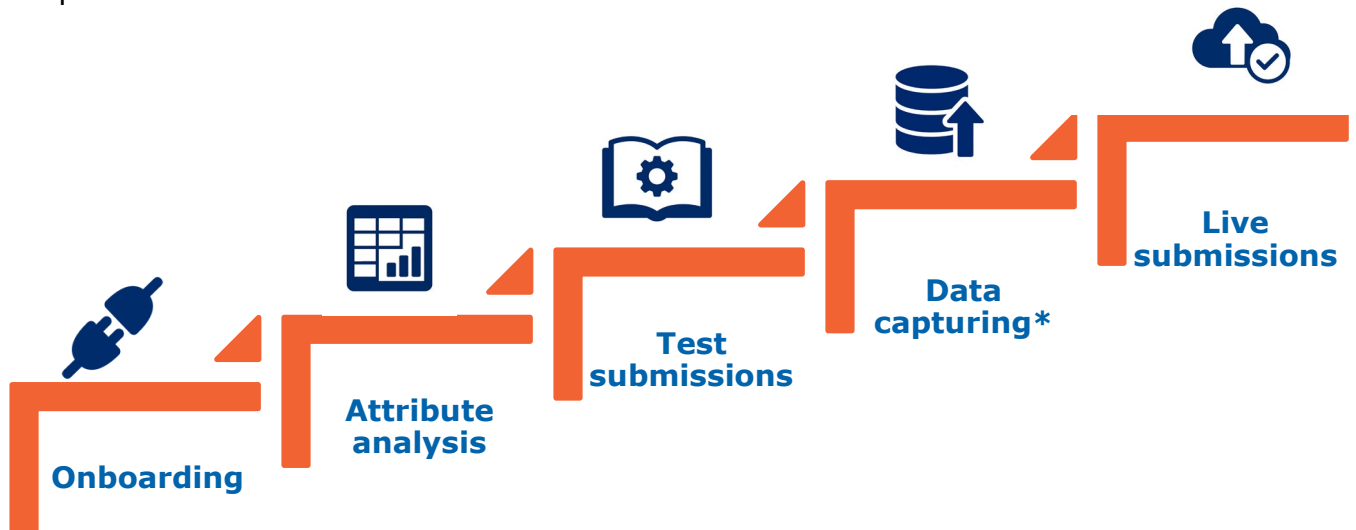 Onboarding
Attribute
analysis
Test
submissions
Data
capturing*
Live
submissions